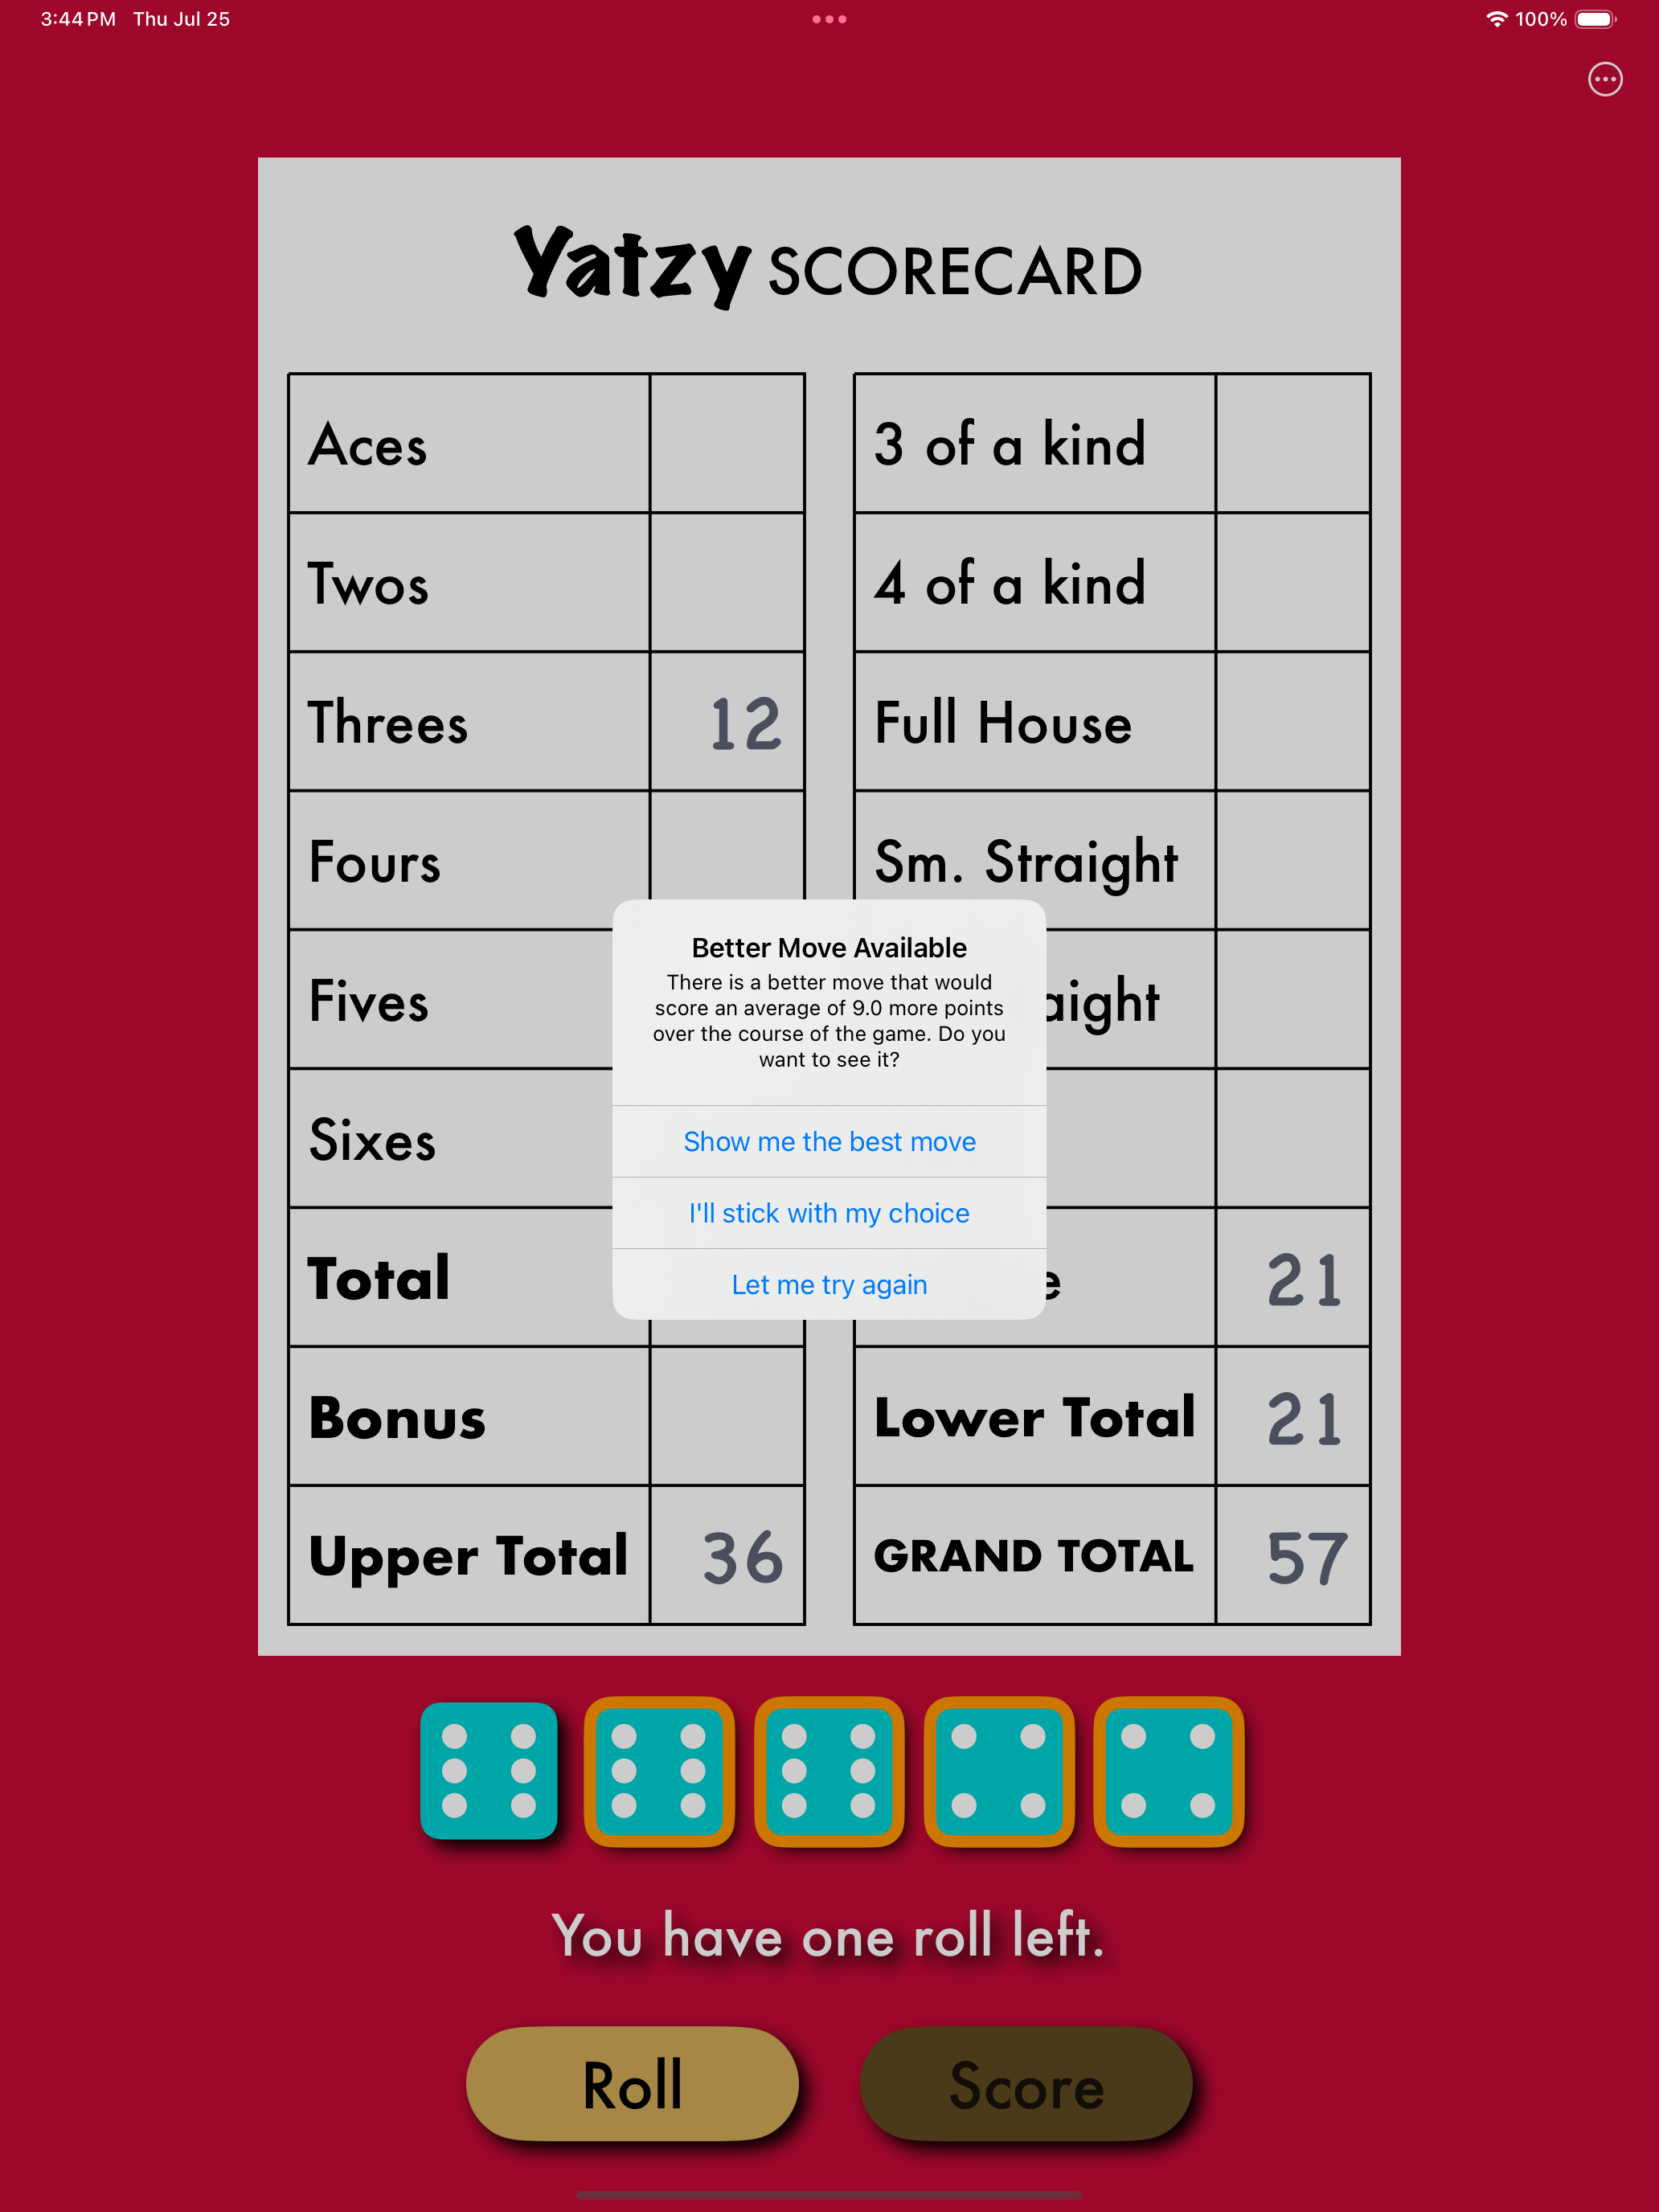 3:44 PM Thu Jul 25
100%
Yatzy SCORECARD
Aces
3 of a kind
Twos
4 of a kind
Threes 12
Full House
Fours
Sm. Straight
Fives
aight
Sixes
Better Move Available
There is a better move that would
score an average of 9.0 more points
over the course of the game. Do you
want to see it?
Show me the best move
I'll stick with my choice
Let me try again
Total
e 21
Bonus
Lower Total 21
Upper Total 36
GRAND TOTAL 57
You have one roll left.
Roll
Score